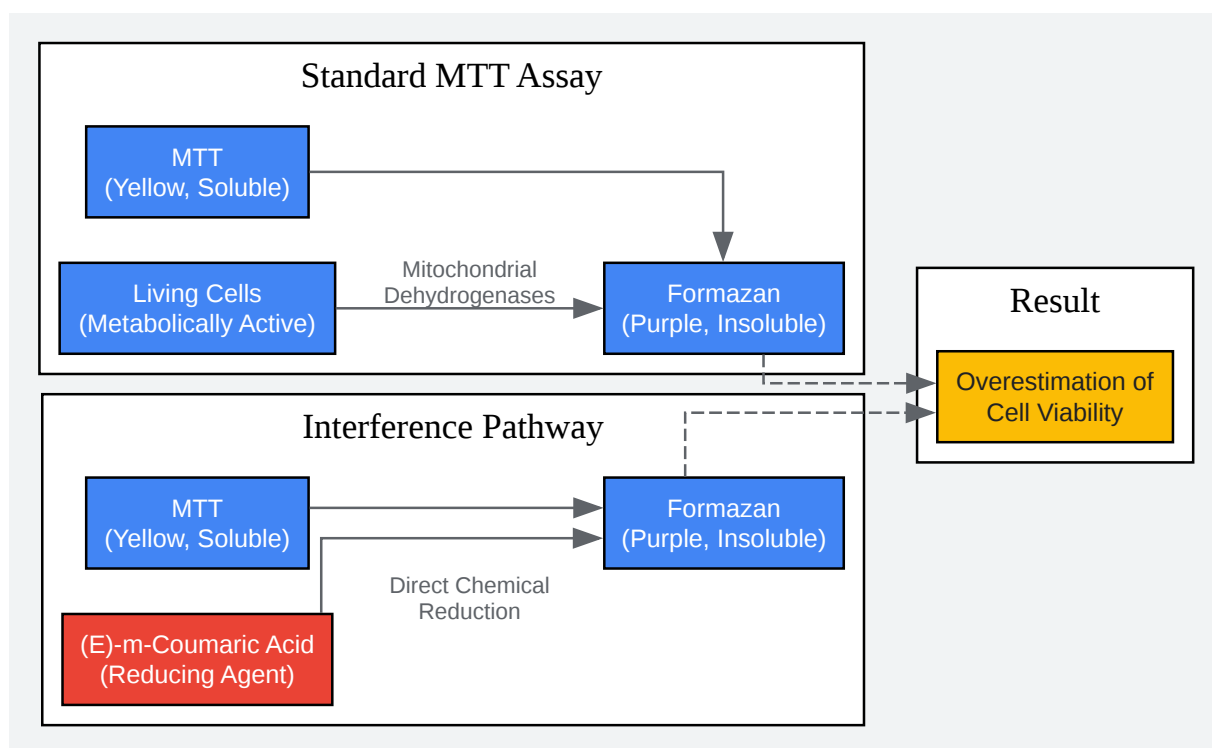 Standard MTT Assay
MTT
(Yellow, Soluble)
Living Cells
(Metabolically Active)
Mitochondrial
Dehydrogenases
Formazan
(Purple, Insoluble)
Interference Pathway
MTT
(Yellow, Soluble)
Formazan
(Purple, Insoluble)
Direct Chemical
Reduction
(E)-m-Coumaric Acid
(Reducing Agent)
Result
Overestimation of
Cell Viability